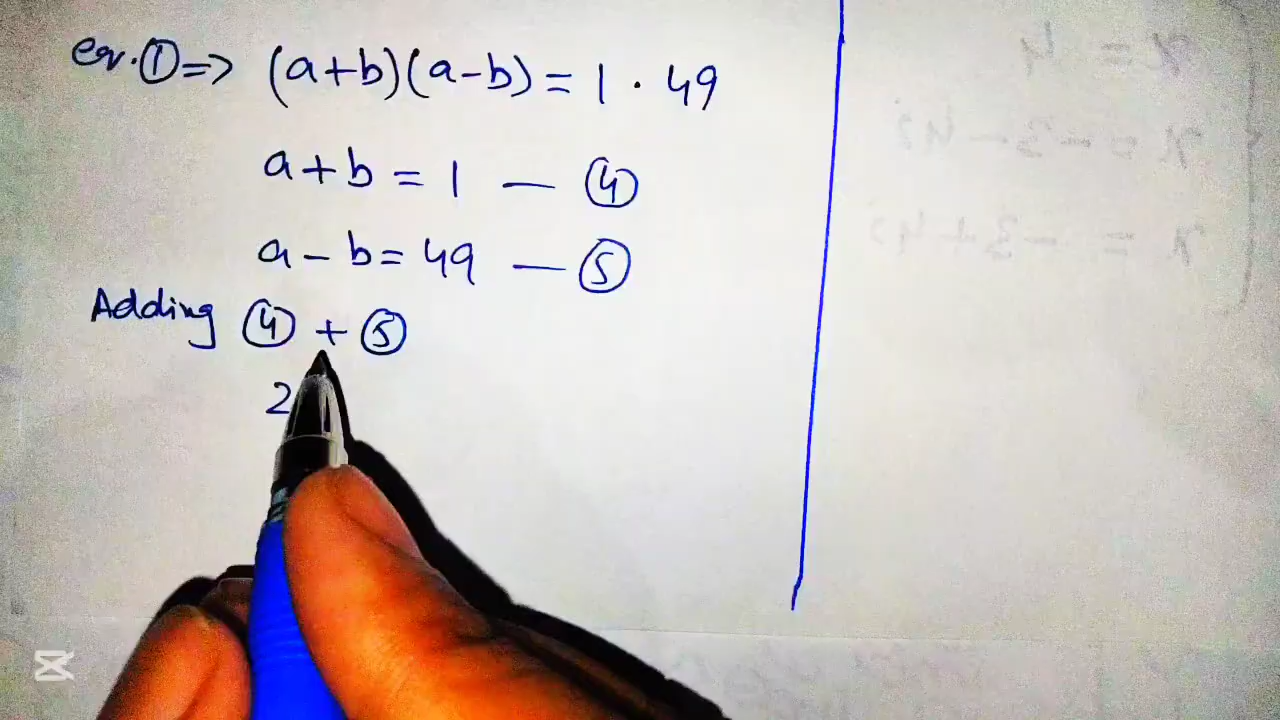 eq.① => (a+b)(a-b) = 1 · 49
a + b = 1 — ④
a - b = 49 — ⑤
Adding ④ + ⑤
2